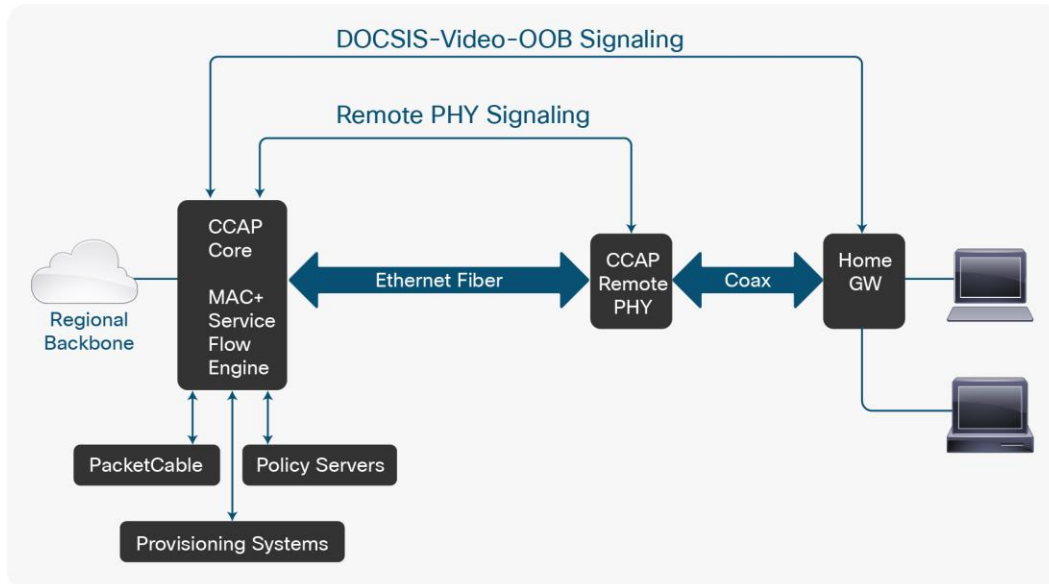 DOCSIS-Video-OOB Signaling
Remote PHY Signaling
CCAP
Core
MAC+
Service
Flow
Engine
Ethernet Fiber
CCAP
Remote
PHY
Coax
Home
GW
Regional
Backbone
PacketCable
Policy Servers
Provisioning Systems